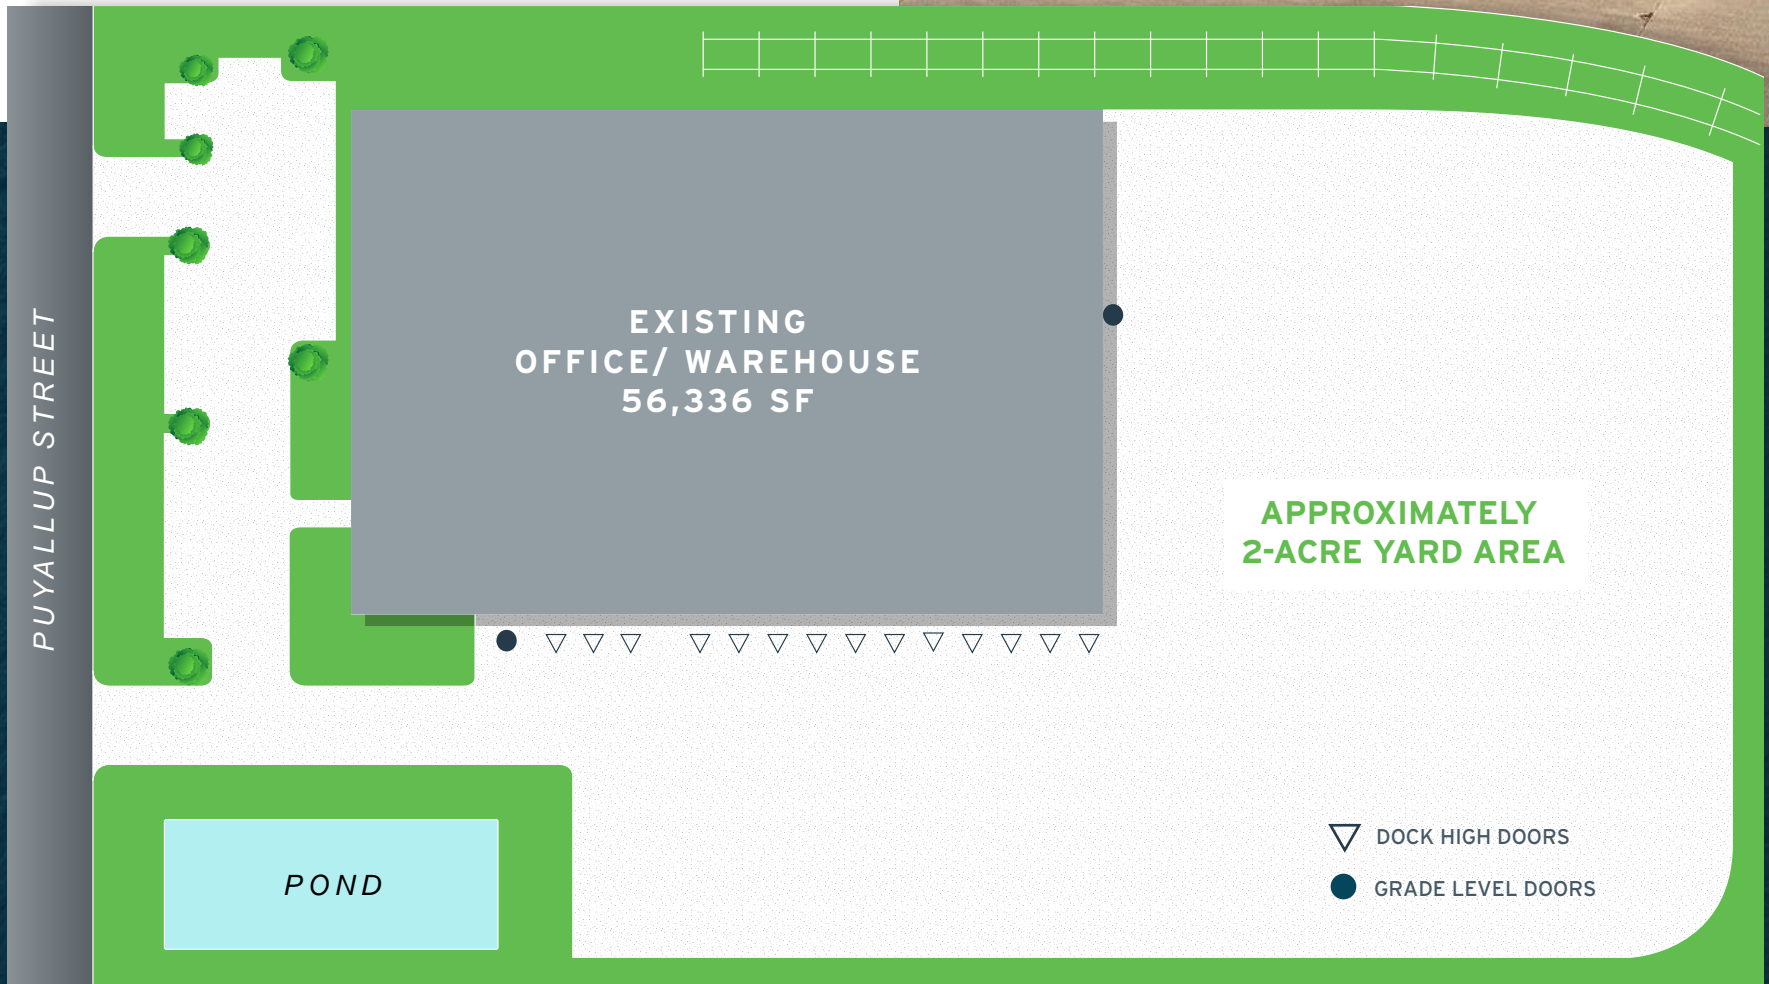 PUYALLUP STREET
EXISTING
OFFICE/ WAREHOUSE
56,336 SF
APPROXIMATELY
2-ACRE YARD AREA
DOCK HIGH DOORS
GRADE LEVEL DOORS
POND